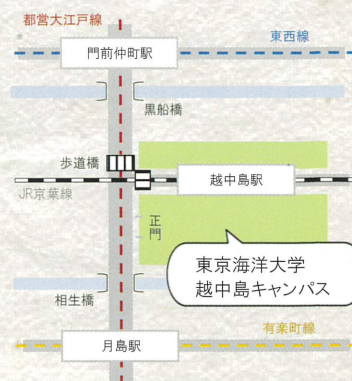 都営大江戸線
東西線
門前仲町駅
黒船橋
歩道橋
越中島駅
JR京葉線
正門
東京海洋大学
越中島キャンパス
相生橋
有楽町線
月島駅